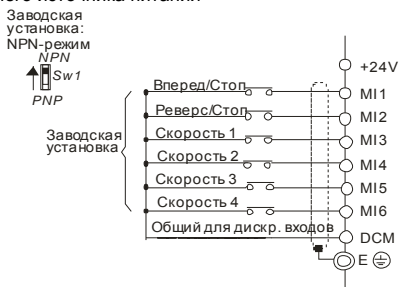 Заводская
установка:
NPN-режим
NPN
Sw1
PNP
+24V
Вперед/Стоп
MI1
Реверс/Стоп
MI2
Скорость 1
MI3
Заводская
установка
Скорость 2
MI4
Скорость 3
MI5
Скорость 4
MI6
Общий для дискр. входов
DCM
E